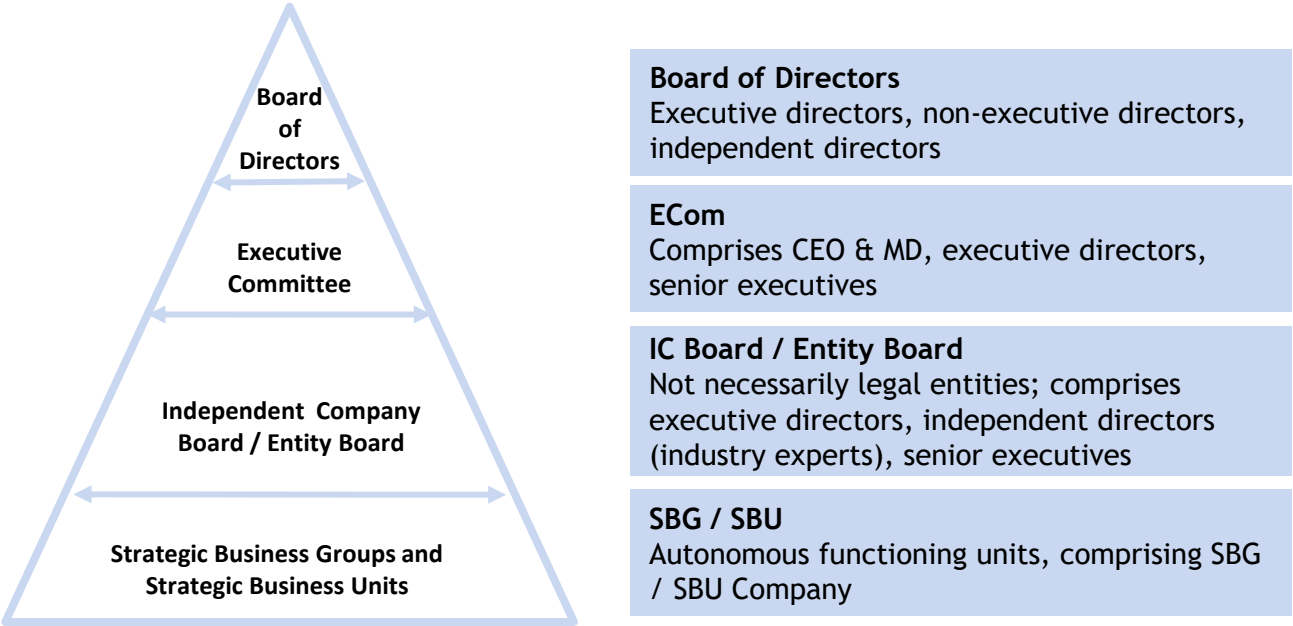 Board
of
Directors
Executive
Committee
Independent Company
Board / Entity Board
Strategic Business Groups and
Strategic Business Units
Board of Directors
Executive directors, non-executive directors,
independent directors
ECom
Comprises CEO & MD, executive directors,
senior executives
IC Board / Entity Board
Not necessarily legal entities; comprises
executive directors, independent directors
(industry experts), senior executives
SBG / SBU
Autonomous functioning units, comprising SBG
/ SBU Company